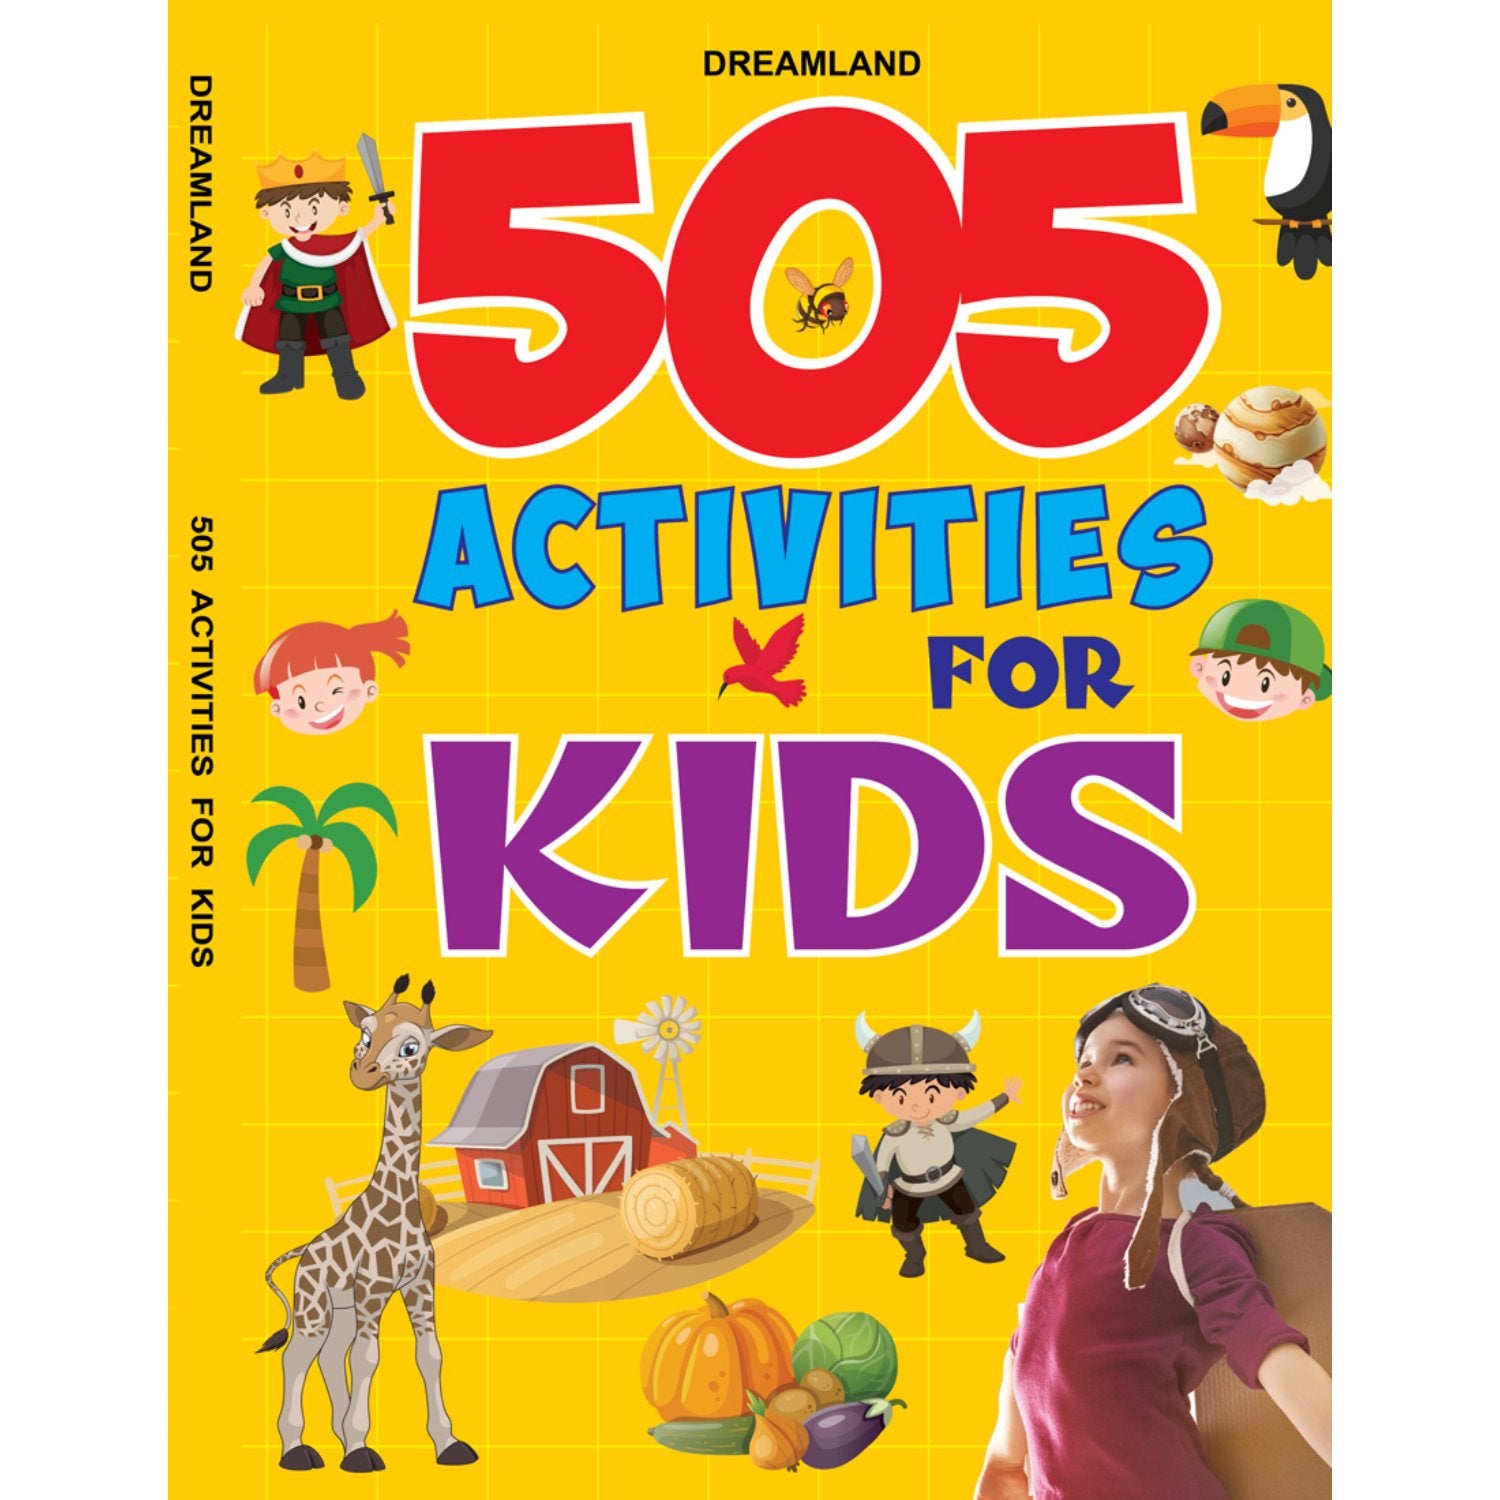 DREAMLAND
505
ACTIVITIES
FOR
KIDS
DREAMLAND 505 ACTIVITIES FOR KIDS